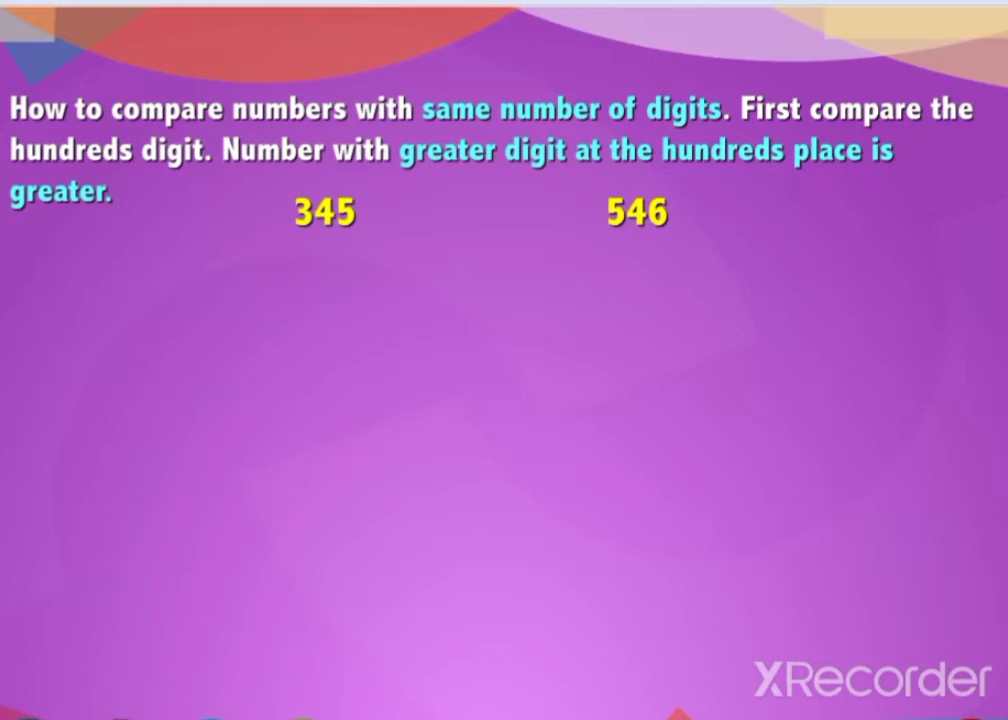 How to compare numbers with same number of digits. First compare the
hundreds digit. Number with greater digit at the hundreds place is
greater.
345 546
XRecorder